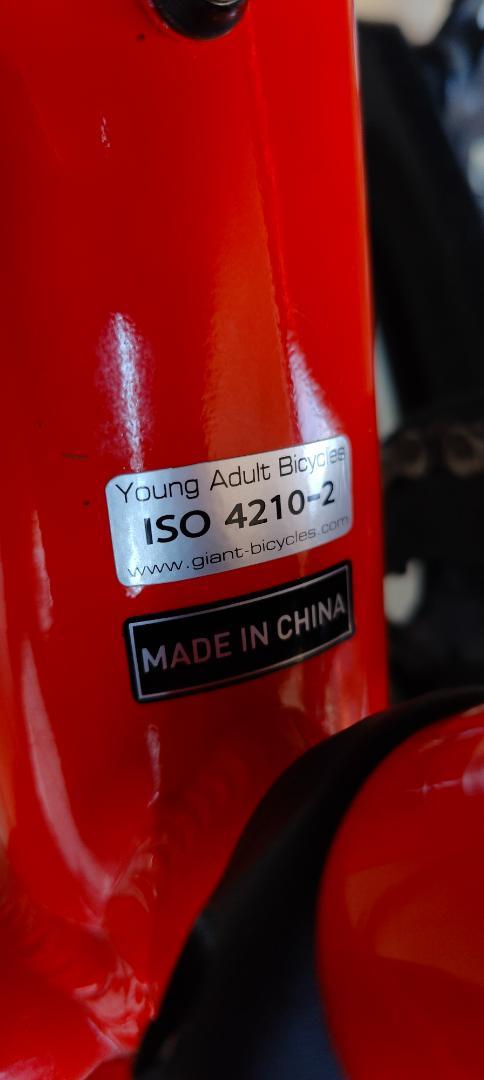 Young Adult Bicycles
ISO 4210-2
www.giant-bicycles.com
MADE IN CHINA